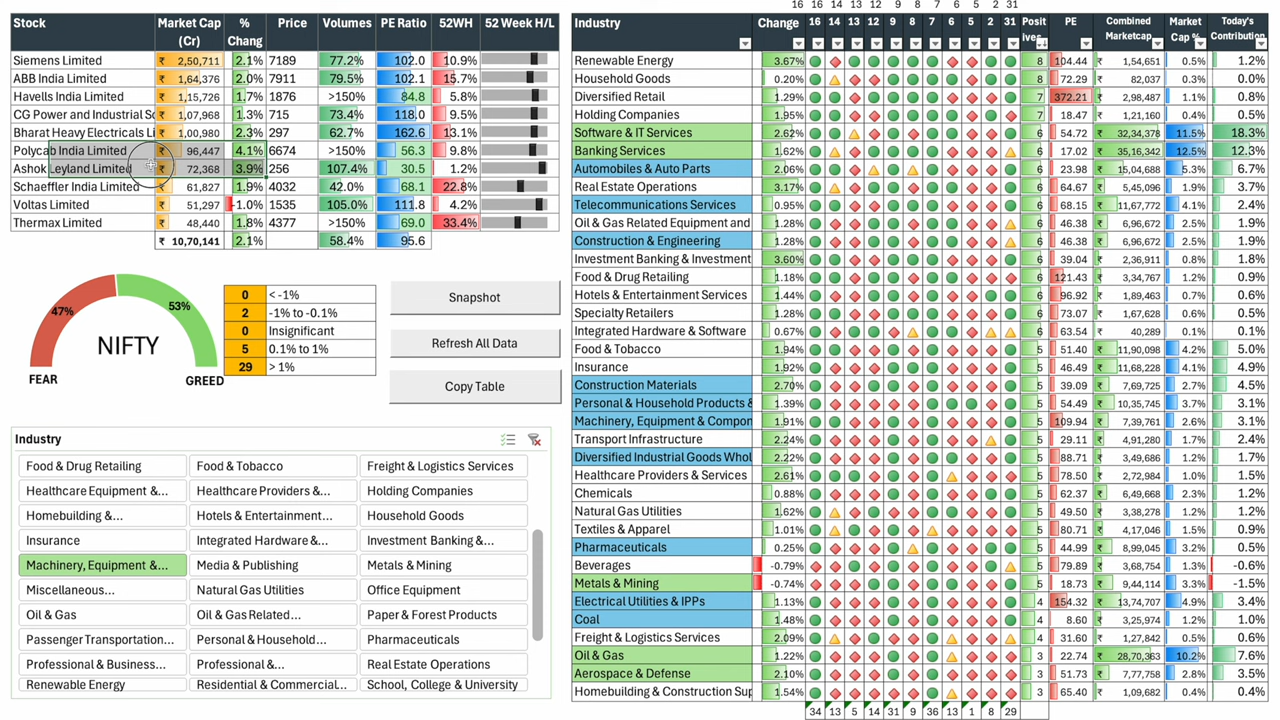 Stock Market Cap (Cr) % Chang Price Volumes PE Ratio 52WH 52 Week H/L
Siemens Limited ₹ 2,50,711 2.1% 7189 77.2% 102.0 10.9%
ABB India Limited ₹ 1,64,376 2.0% 7911 79.5% 102.1 15.7%
Havells India Limited ₹ 1,15,726 1.7% 1876 >150% 84.8 5.8%
CG Power and Industrial So ₹ 1,07,968 1.3% 715 73.4% 118.0 9.5%
Bharat Heavy Electricals Li ₹ 1,00,980 2.3% 297 62.7% 162.6 13.1%
Polycab India Limited ₹ 96,447 4.1% 6674 >150% 56.3 9.8%
Ashok Leyland Limited ₹ 72,368 3.9% 256 107.4% 30.5 1.2%
Schaeffler India Limited ₹ 61,827 1.9% 4032 42.0% 68.1 22.8%
Voltas Limited ₹ 51,297 -1.0% 1535 105.0% 111.8 4.2%
Thermax Limited ₹ 48,440 1.8% 4377 >150% 69.0 33.4%
₹ 10,70,141 2.1% 58.4% 95.6
47% 53%
NIFTY
FEAR GREED
0 < -1%
2 -1% to -0.1%
0 Insignificant
5 0.1% to 1%
29 > 1%
Snapshot
Refresh All Data
Copy Table
Industry
Food & Drug Retailing Food & Tobacco Freight & Logistics Services
Healthcare Equipment &... Healthcare Providers &... Holding Companies
Homebuilding &... Hotels & Entertainment... Household Goods
Insurance Integrated Hardware &... Investment Banking &...
Machinery, Equipment &... Media & Publishing Metals & Mining
Miscellaneous... Natural Gas Utilities Office Equipment
Oil & Gas Oil & Gas Related... Paper & Forest Products
Passenger Transportation... Personal & Household... Pharmaceuticals
Professional & Business... Professional &... Real Estate Operations
Renewable Energy Residential & Commercial... School, College & University
16 16 14 13 12 9 8 7 6 5 2 31
Industry Change 16 14 13 12 9 8 7 6 5 2 31 Posit ives PE Combined Marketcap Market Cap % Today's Contribution
Renewable Energy 3.67% 8 104.44 ₹ 1,54,651 0.5% 1.2%
Household Goods 0.20% 8 72.29 ₹ 82,037 0.3% 0.0%
Diversified Retail 1.29% 7 372.21 ₹ 2,98,487 1.1% 0.8%
Holding Companies 1.95% 7 18.47 ₹ 1,21,160 0.4% 0.5%
Software & IT Services 2.62% 6 54.72 ₹ 32,34,378 11.5% 18.3%
Banking Services 1.62% 6 17.02 ₹ 35,16,342 12.5% 12.3%
Automobiles & Auto Parts 2.06% 6 23.98 ₹ 15,04,688 5.3% 6.7%
Real Estate Operations 3.17% 6 64.67 ₹ 5,45,096 1.9% 3.7%
Telecommunications Services 0.95% 6 68.15 ₹ 11,67,772 4.1% 2.4%
Oil & Gas Related Equipment and 1.28% 6 46.38 ₹ 6,96,672 2.5% 1.9%
Construction & Engineering 1.28% 6 46.38 ₹ 6,96,672 2.5% 1.9%
Investment Banking & Investment 3.60% 6 39.04 ₹ 2,36,911 0.8% 1.8%
Food & Drug Retailing 1.18% 6 121.43 ₹ 3,34,767 1.2% 0.9%
Hotels & Entertainment Services 1.44% 6 96.92 ₹ 1,89,463 0.7% 0.6%
Specialty Retailers 1.28% 6 73.07 ₹ 1,67,628 0.6% 0.5%
Integrated Hardware & Software 0.67% 6 63.54 ₹ 40,289 0.1% 0.1%
Food & Tobacco 1.94% 5 51.40 ₹ 11,90,098 4.2% 5.0%
Insurance 1.92% 5 46.49 ₹ 11,68,228 4.1% 4.9%
Construction Materials 2.70% 5 39.09 ₹ 7,69,725 2.7% 4.5%
Personal & Household Products & 1.39% 5 54.49 ₹ 10,35,745 3.7% 3.1%
Machinery, Equipment & Compon 1.91% 5 109.94 ₹ 7,39,761 2.6% 3.1%
Transport Infrastructure 2.24% 5 29.11 ₹ 4,91,280 1.7% 2.4%
Diversified Industrial Goods Whol 2.22% 5 88.71 ₹ 3,49,686 1.2% 1.7%
Healthcare Providers & Services 2.61% 5 78.50 ₹ 2,72,984 1.0% 1.5%
Chemicals 0.88% 5 62.37 ₹ 6,49,668 2.3% 1.2%
Natural Gas Utilities 1.62% 5 49.50 ₹ 3,38,278 1.2% 1.2%
Textiles & Apparel 1.01% 5 80.71 ₹ 4,17,046 1.5% 0.9%
Pharmaceuticals 0.25% 5 44.99 ₹ 8,99,045 3.2% 0.5%
Beverages -0.79% 5 79.89 ₹ 3,68,754 1.3% -0.6%
Metals & Mining -0.74% 5 18.73 ₹ 9,44,114 3.3% -1.5%
Electrical Utilities & IPPs 1.13% 4 154.32 ₹ 13,74,707 4.9% 3.4%
Coal 1.48% 4 8.60 ₹ 3,25,974 1.2% 1.0%
Freight & Logistics Services 2.09% 4 31.60 ₹ 1,27,842 0.5% 0.6%
Oil & Gas 1.22% 3 22.74 ₹ 28,70,363 10.2% 7.6%
Aerospace & Defense 2.10% 3 51.73 ₹ 7,77,758 2.8% 3.5%
Homebuilding & Construction Sup 1.54% 3 65.40 ₹ 1,09,682 0.4% 0.4%
34 13 5 14 31 9 36 13 1 8 29